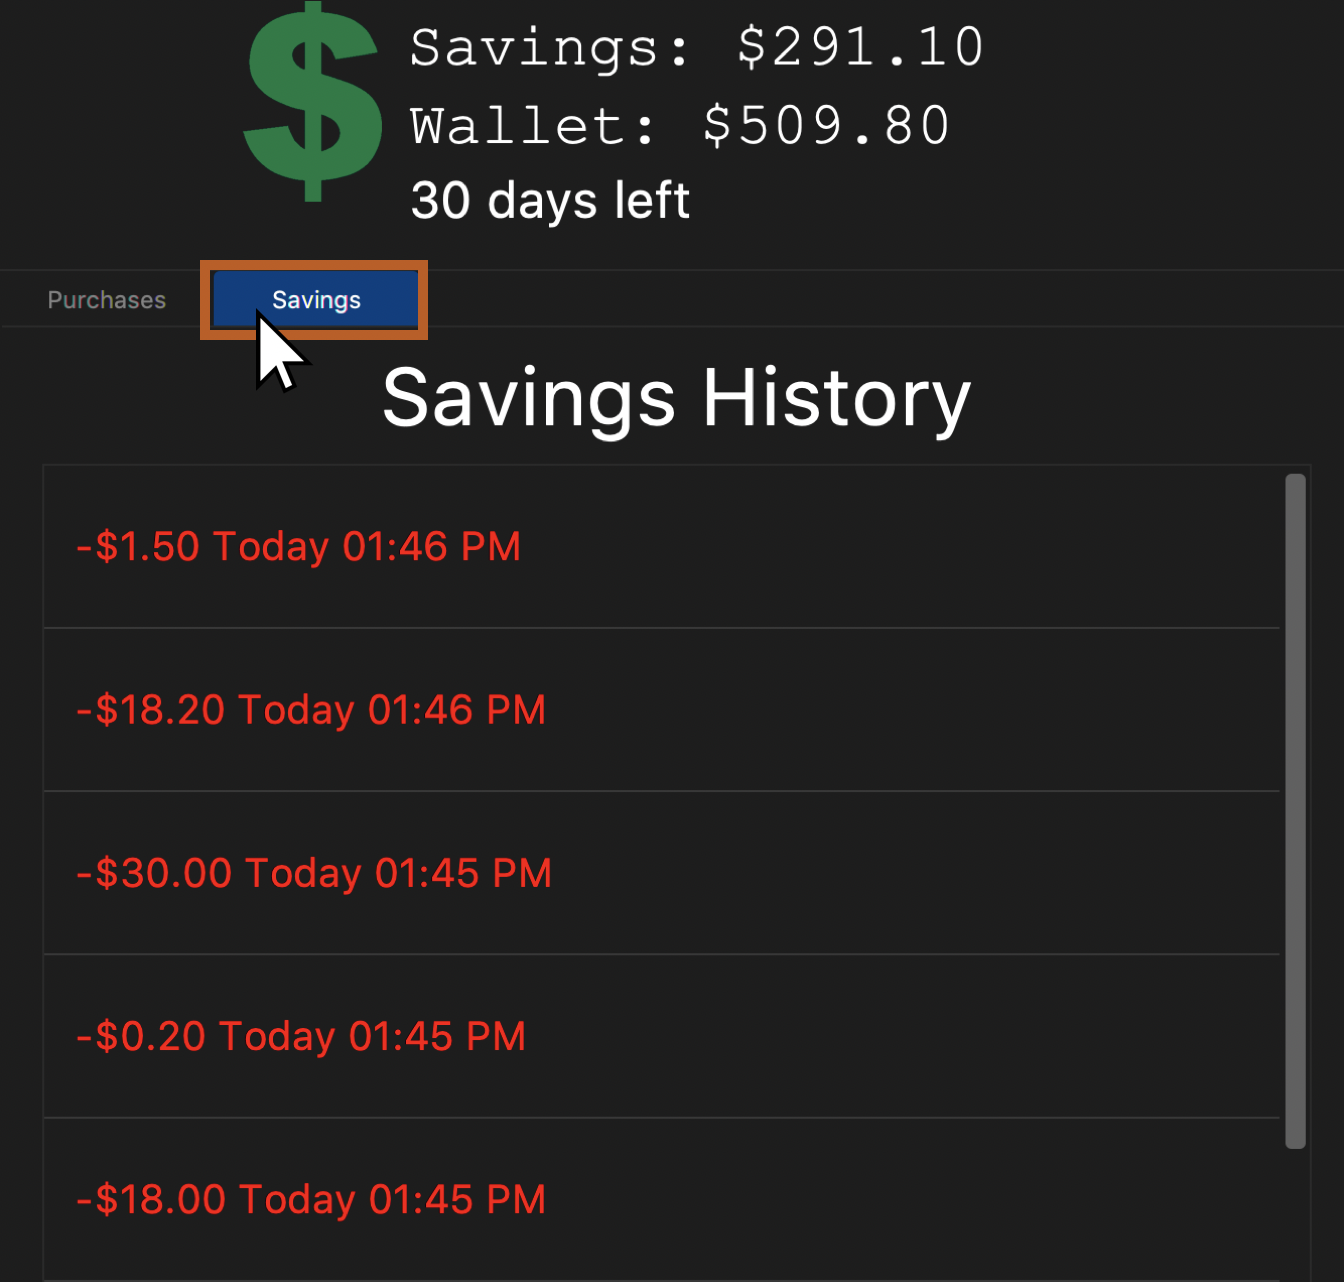 $
Savings: $291.10
Wallet: $509.80
30 days left
Purchases
Savings
Savings History
-$1.50 Today 01:46 PM
-$18.20 Today 01:46 PM
-$30.00 Today 01:45 PM
-$0.20 Today 01:45 PM
-$18.00 Today 01:45 PM